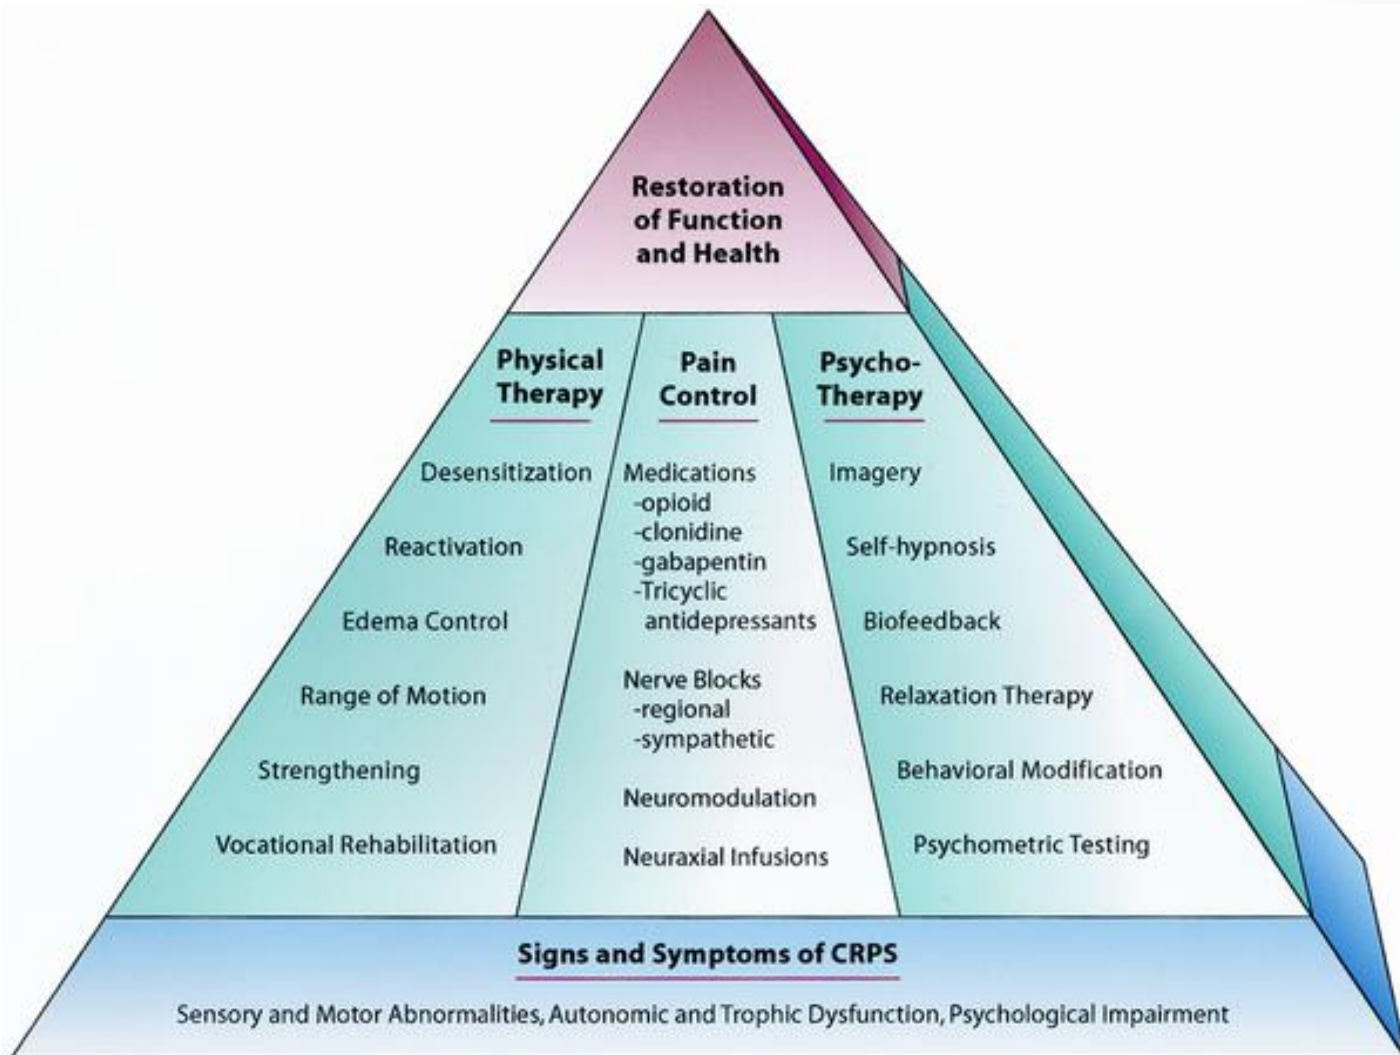 Restoration
of Function
and Health
Physical
Therapy
Desensitization
Reactivation
Edema Control
Range of Motion
Strengthening
Vocational Rehabilitation
Pain
Control
Medications
-opioid
-clonidine
-gabapentin
-Tricyclic
antidepressants
Nerve Blocks
-regional
-sympathetic
Neuromodulation
Neuraxial Infusions
Psycho-
Therapy
Imagery
Self-hypnosis
Biofeedback
Relaxation Therapy
Behavioral Modification
Psychometric Testing
Signs and Symptoms of CRPS
Sensory and Motor Abnormalities, Autonomic and Trophic Dysfunction, Psychological Impairment